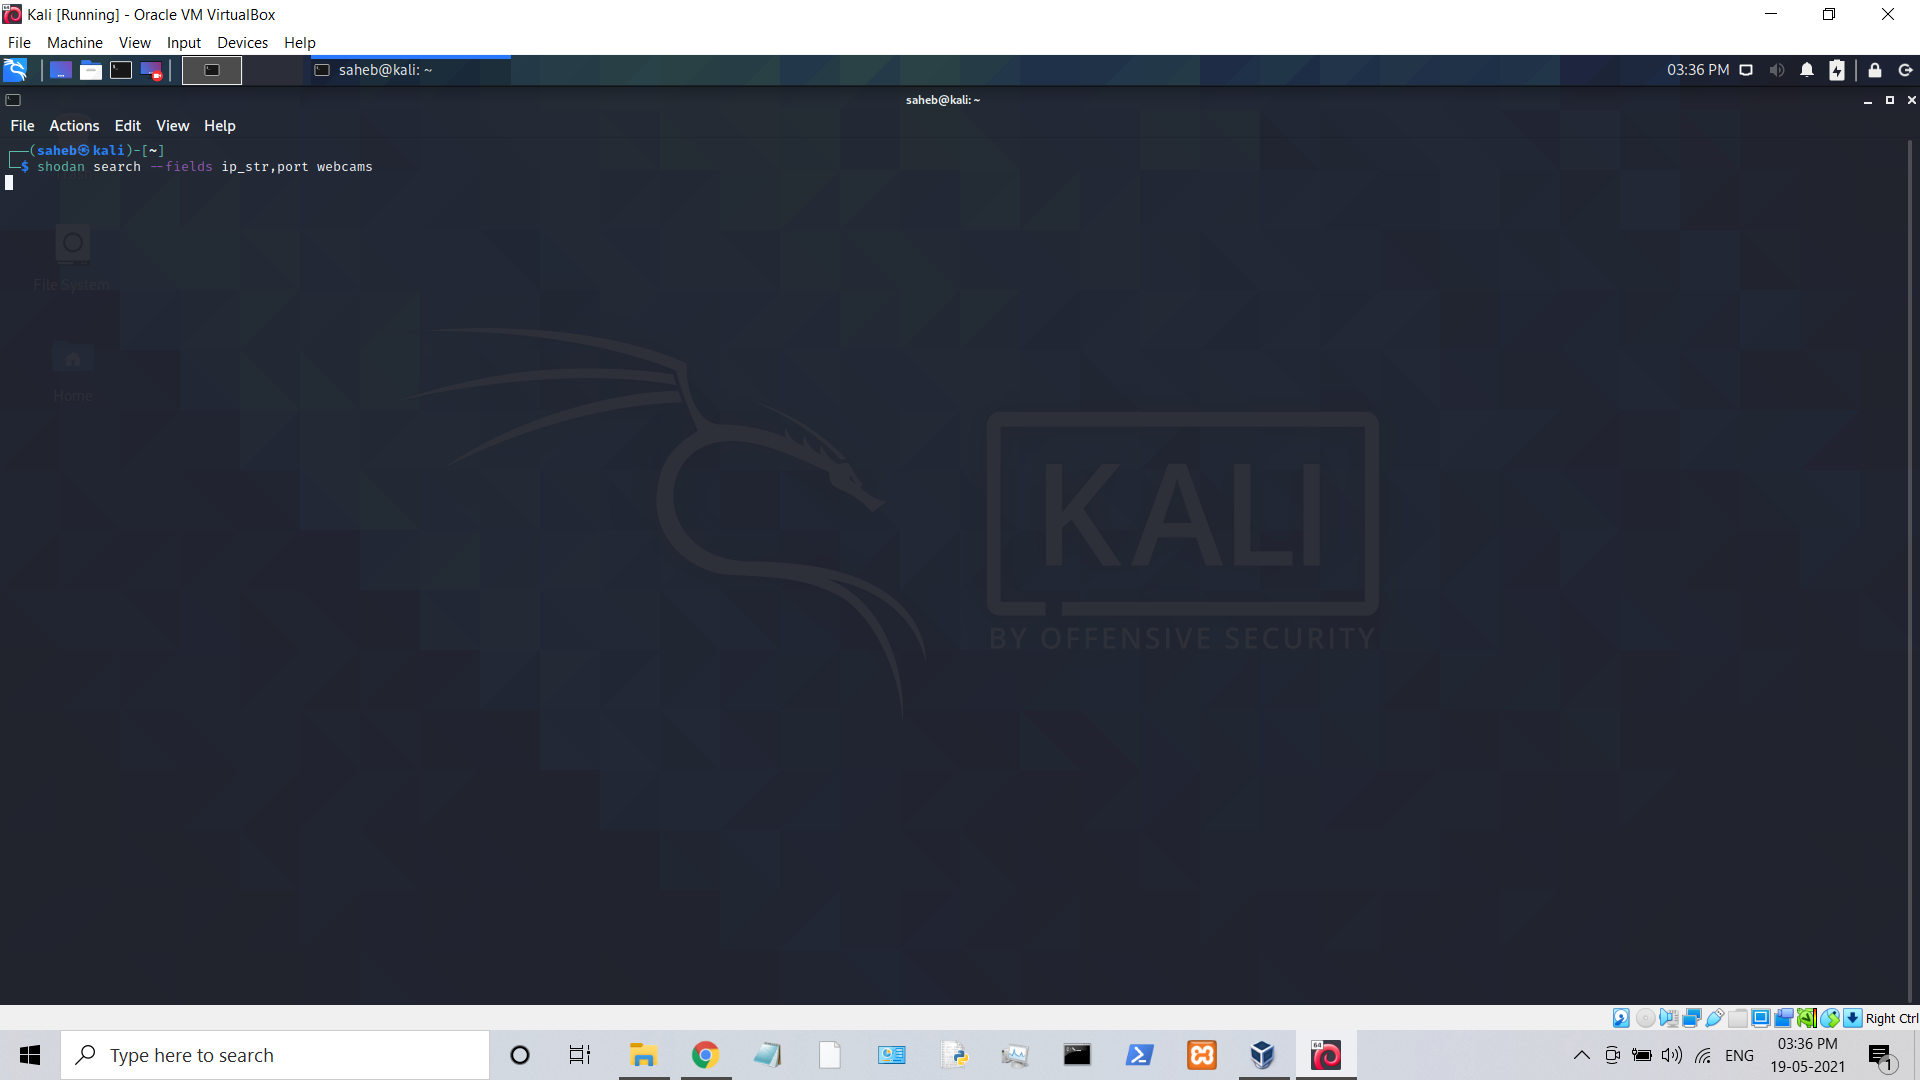 Kali [Running] - Oracle VM VirtualBox
File Machine View Input Devices Help
saheb@kali: ~
03:36 PM
saheb@kali: ~
File Actions Edit View Help
(saheb㉿kali)-[~]
$ shodan search --fields ip_str,port webcams
File System
Home
KALI
BY OFFENSIVE SECURITY
Right Ctrl
Type here to search
ENG
03:36 PM
19-05-2021
1
64